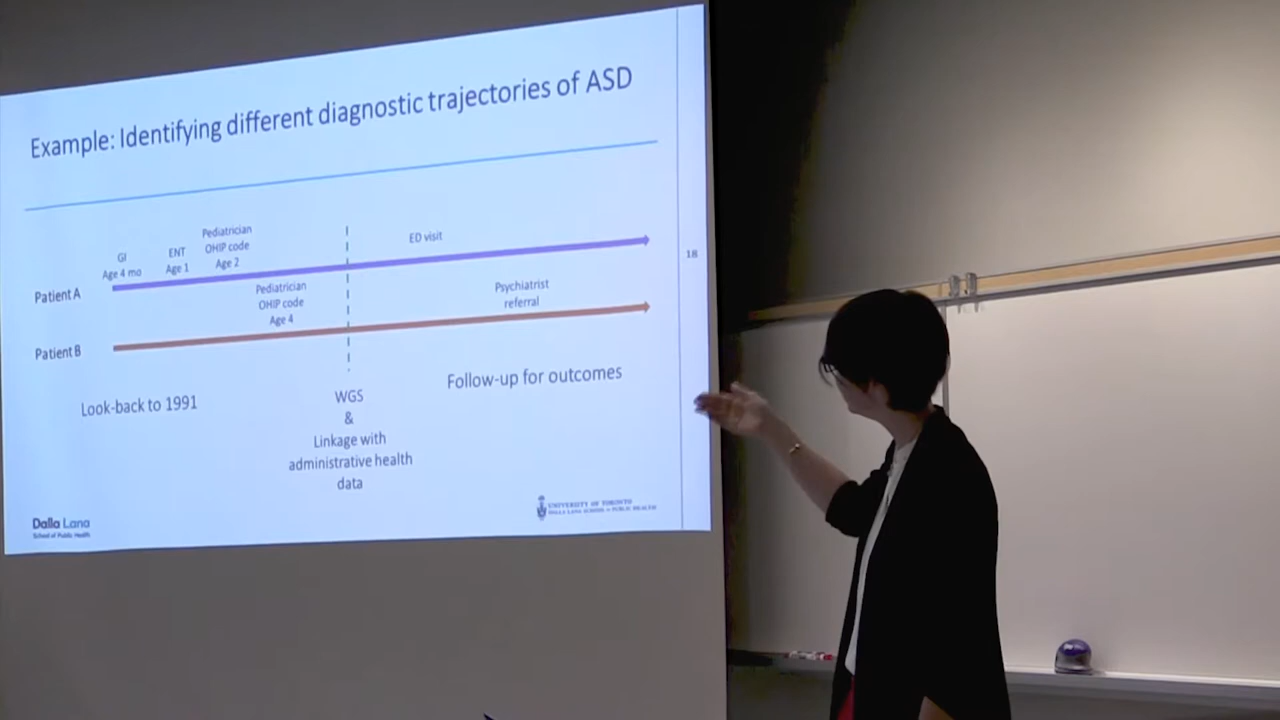 Example: Identifying different diagnostic trajectories of ASD
GI
Age 4 mo
ENT
Age 1
Pediatrician
OHIP code
Age 2
ED visit
18
Patient A
Pediatrician
OHIP code
Age 4
Psychiatrist
referral
Patient B
Look-back to 1991
WGS
&
Linkage with
administrative health
data
Follow-up for outcomes
Dalla Lana
School of Public Health
UNIVERSITY OF TORONTO
DALLA LANA SCHOOL OF PUBLIC HEALTH